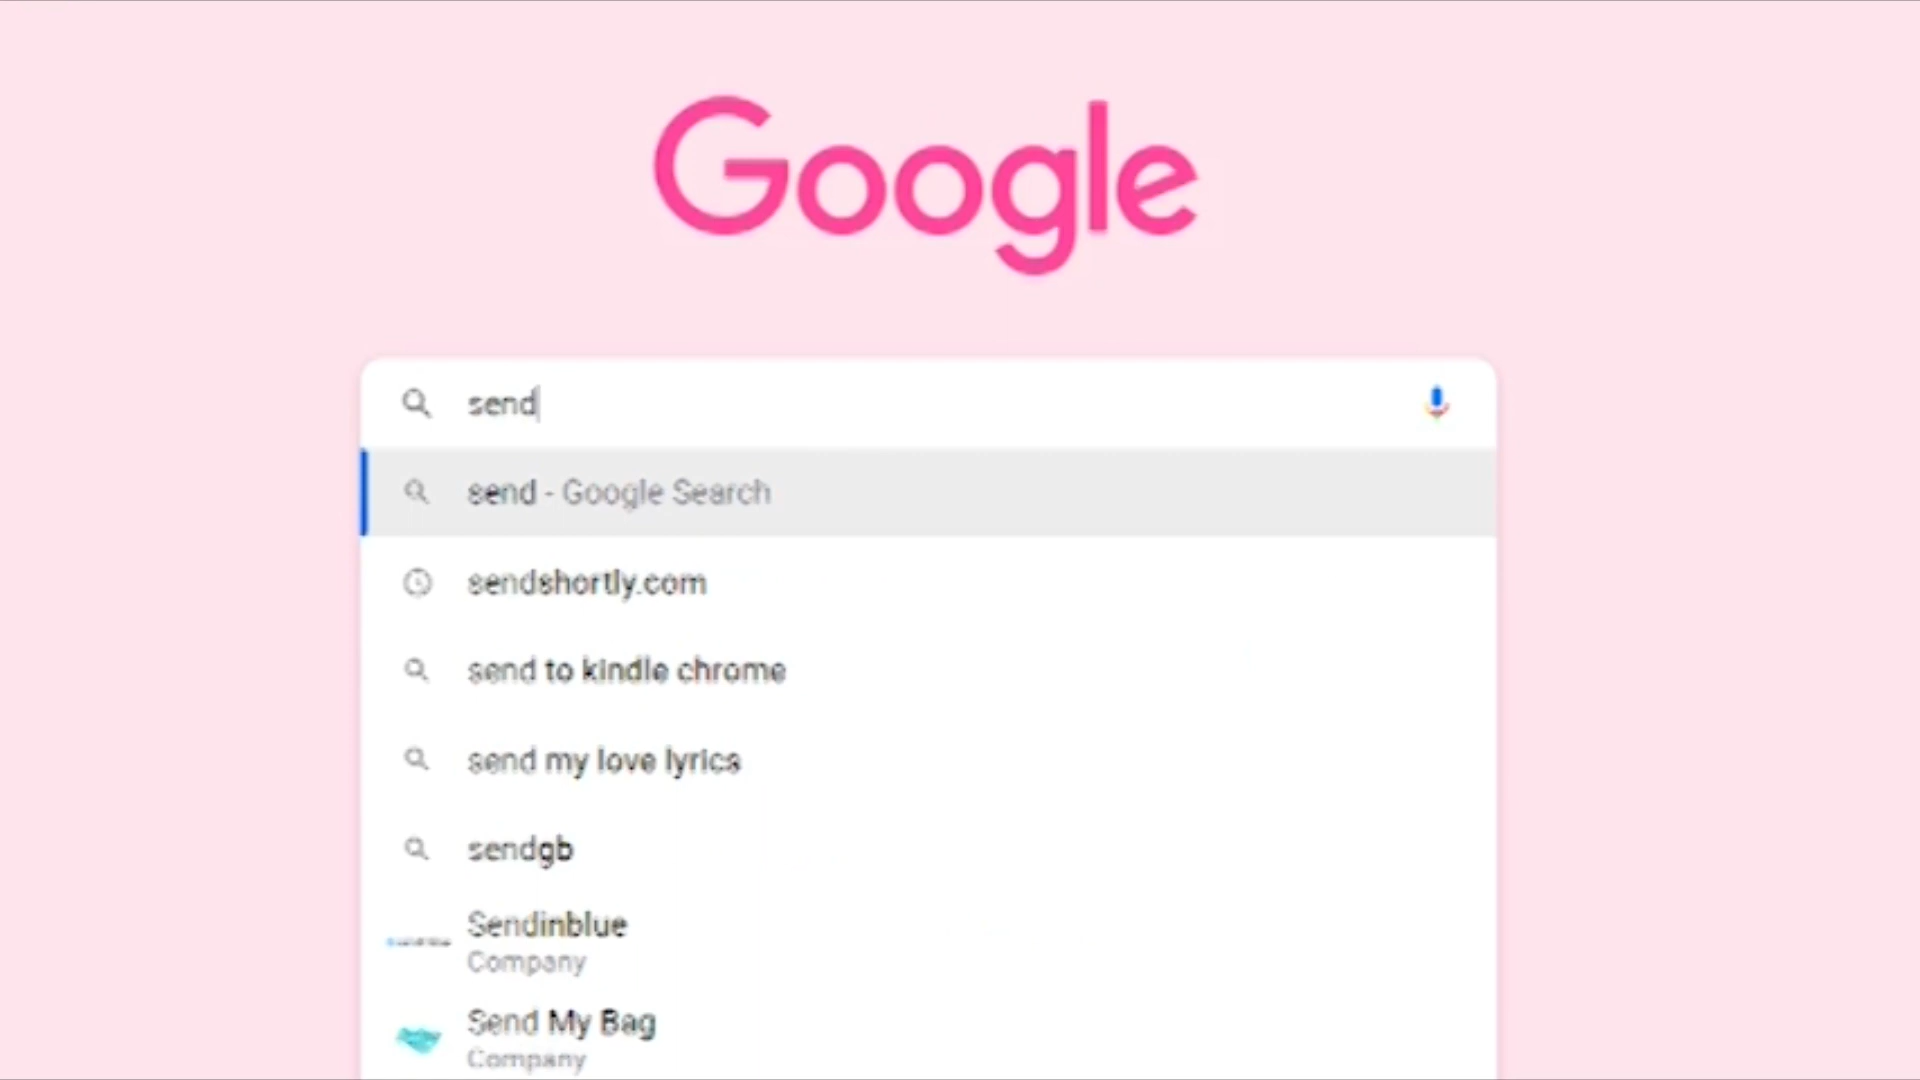 Google
send
send - Google Search
sendshortly.com
send to kindle chrome
send my love lyrics
sendgb
Sendinblue
Company
Send My Bag
Company